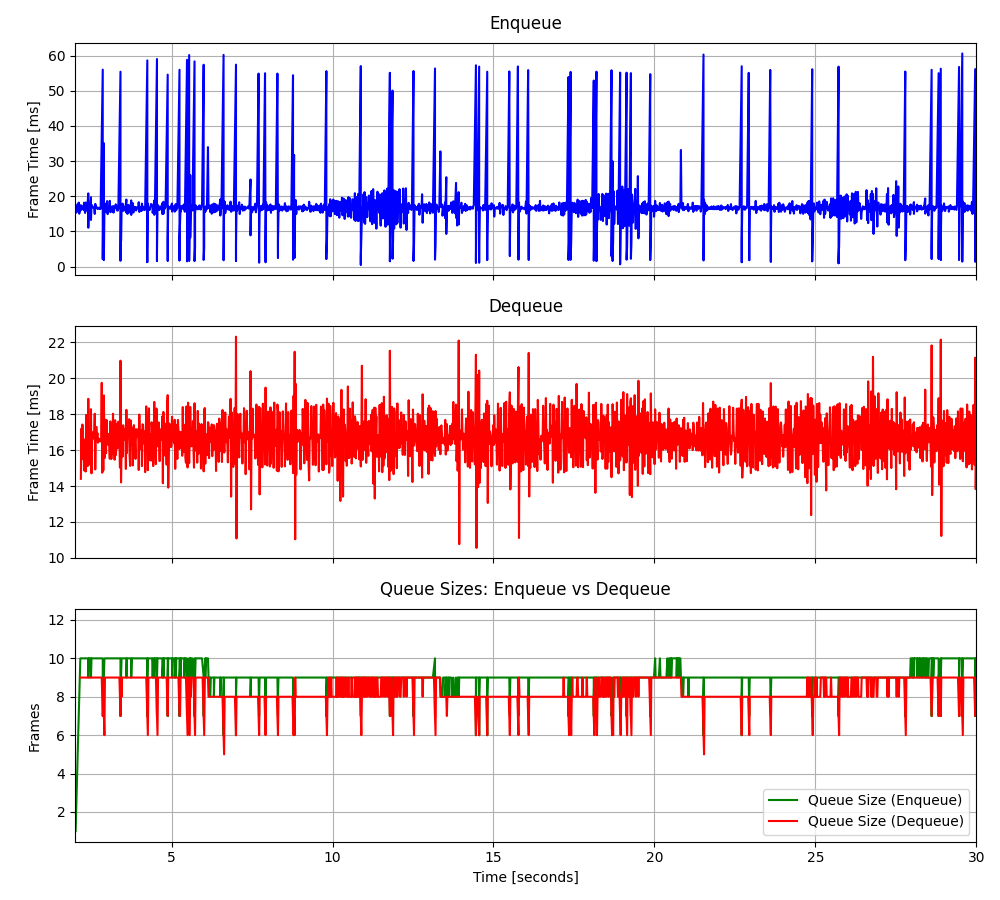 Enqueue
Frame Time [ms]
60
50
40
30
20
10
0
Dequeue
Frame Time [ms]
22
20
18
16
14
12
10
Queue Sizes: Enqueue vs Dequeue
Frames
12
10
8
6
4
2
Queue Size (Enqueue)
Queue Size (Dequeue)
5
10
15
20
25
30
Time [seconds]